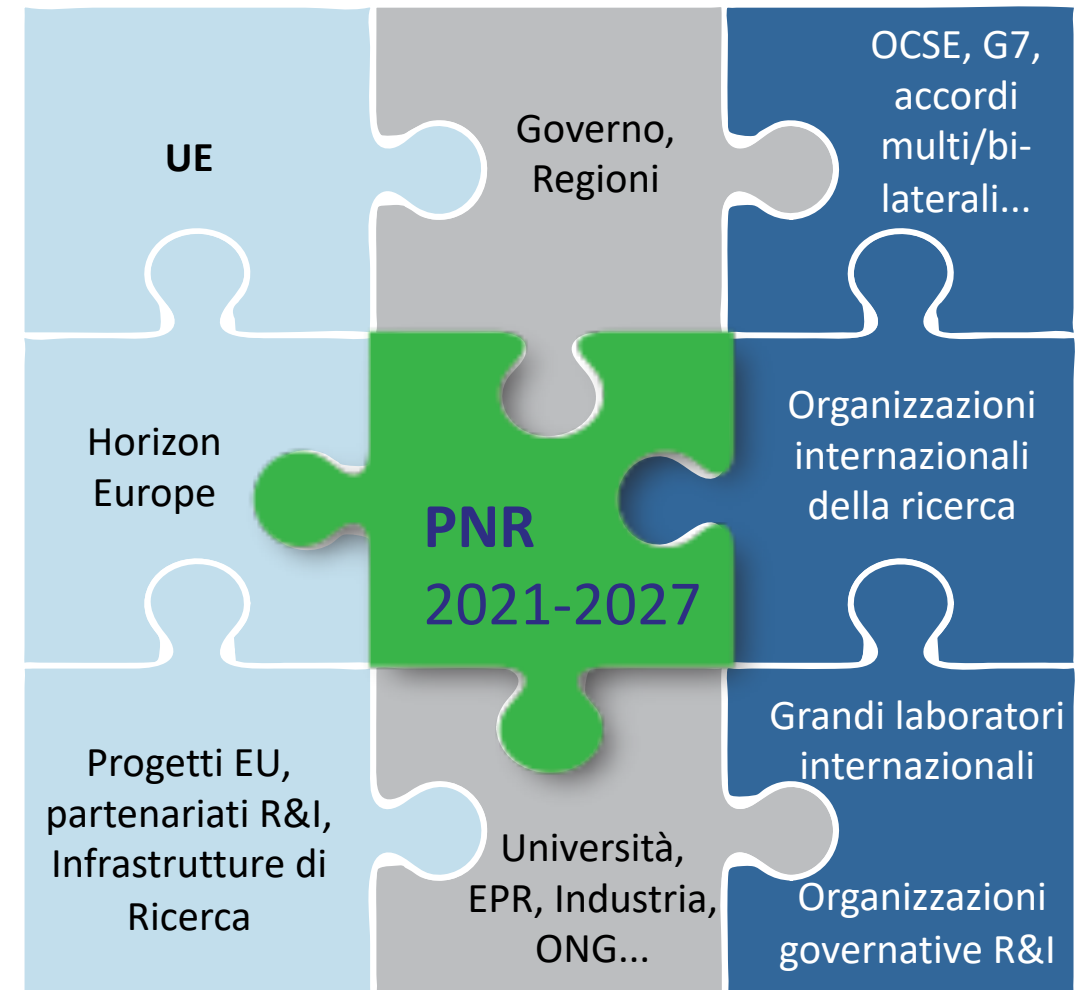 UE
Governo,
Regioni
OCSE, G7,
accordi
multi/bi-
laterali...
Horizon
Europe
PNR
2021-2027
Organizzazioni
internazionali
della ricerca
Progetti EU,
partenariati R&I,
Infrastrutture di
Ricerca
Università,
EPR, Industria,
ONG...
Grandi laboratori
internazionali
Organizzazioni
governative R&I